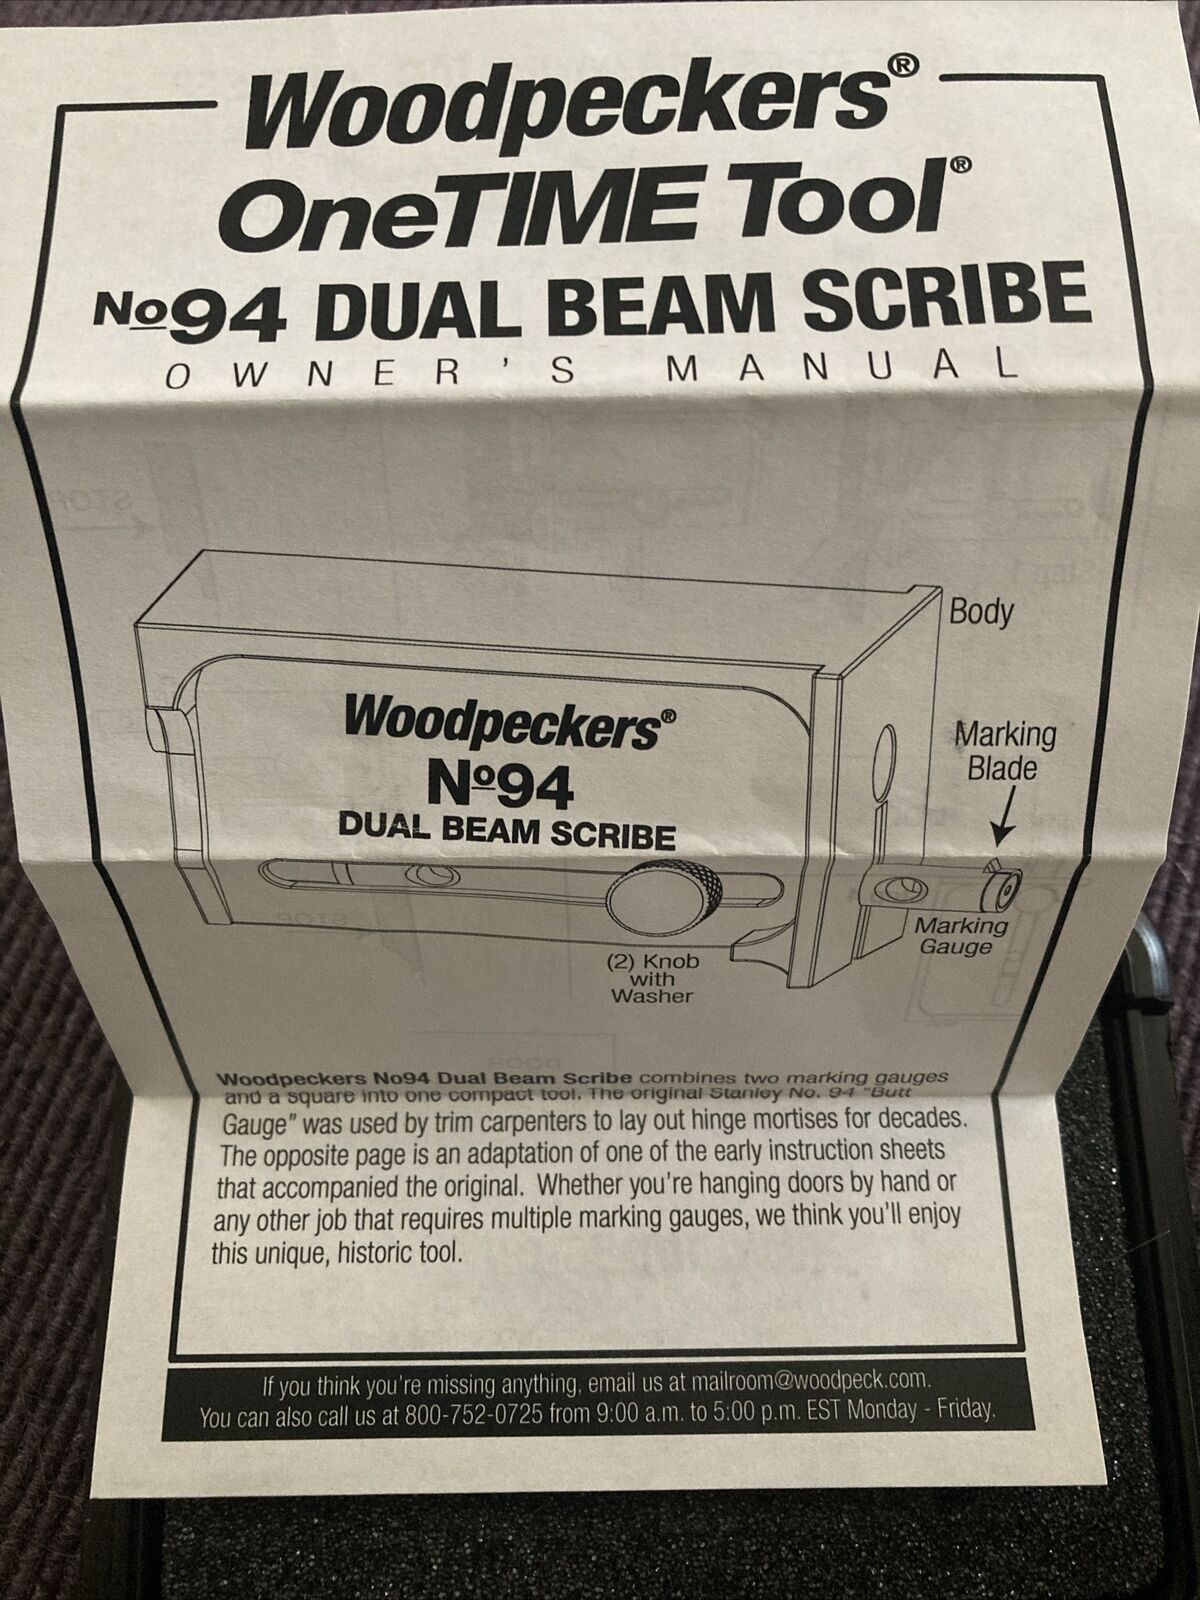 Woodpeckers®
OneTIME Tool®
No94 DUAL BEAM SCRIBE
OWNER'S MANUAL
Body
Woodpeckers®
No94
DUAL BEAM SCRIBE
Marking
Blade
Marking
Gauge
(2) Knob
with
Washer
Woodpeckers No94 Dual Beam Scribe combines two marking gauges
and a square into one compact tool. The original Stanley No. 94 "Butt
Gauge" was used by trim carpenters to lay out hinge mortises for decades.
The opposite page is an adaptation of one of the early instruction sheets
that accompanied the original. Whether you're hanging doors by hand or
any other job that requires multiple marking gauges, we think you'll enjoy
this unique, historic tool.
If you think you're missing anything, email us at mailroom@woodpeck.com.
You can also call us at 800-752-0725 from 9:00 a.m. to 5:00 p.m. EST Monday - Friday.